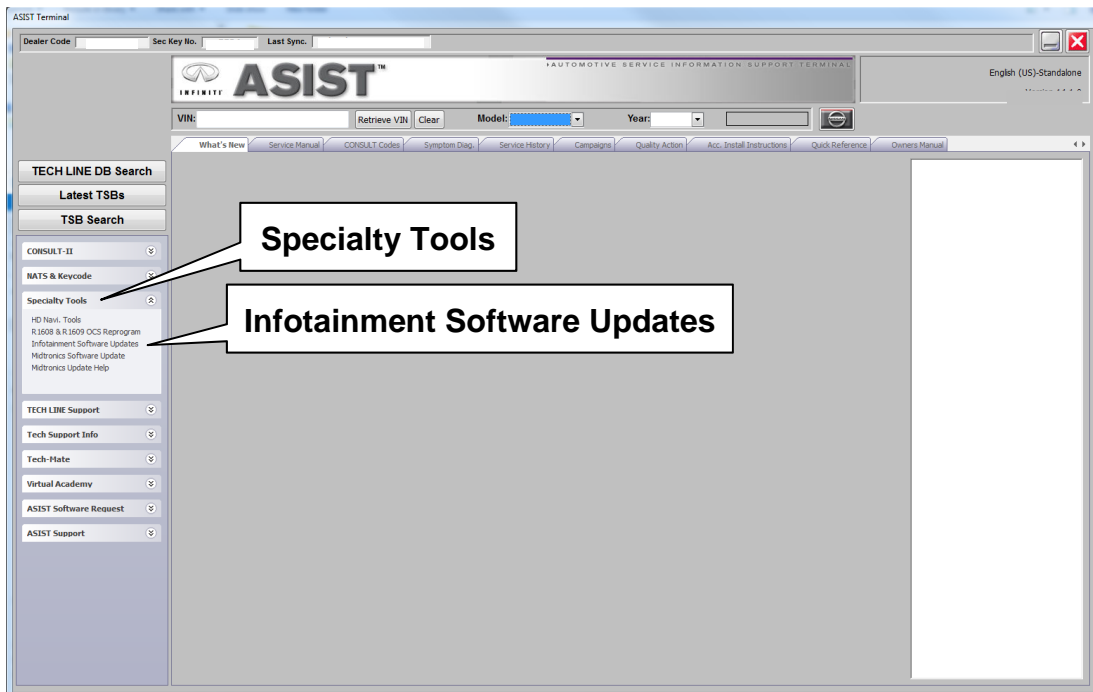 ASIST Terminal
Dealer Code Sec Key No. Last Sync.
INFINITI ASIST™
AUTOMOTIVE SERVICE INFORMATION SUPPORT TERMINAL
English (US)-Standalone
VIN: Retrieve VIN Clear Model: Year:
What's New Service Manual CONSULT Codes Symptom Diag. Service History Campaigns Quality Action Acc. Install Instructions Quick Reference Owners Manual
TECH LINE DB Search
Latest TSBs
TSB Search
CONSULT-II
NATS & Keycode
Specialty Tools
HD Navi. Tools
R1608 & R1609 OCS Reprogram
Infotainment Software Updates
Midtronics Software Update
Midtronics Update Help
TECH LINE Support
Tech Support Info
Tech-Mate
Virtual Academy
ASIST Software Request
ASIST Support
Specialty Tools
Infotainment Software Updates